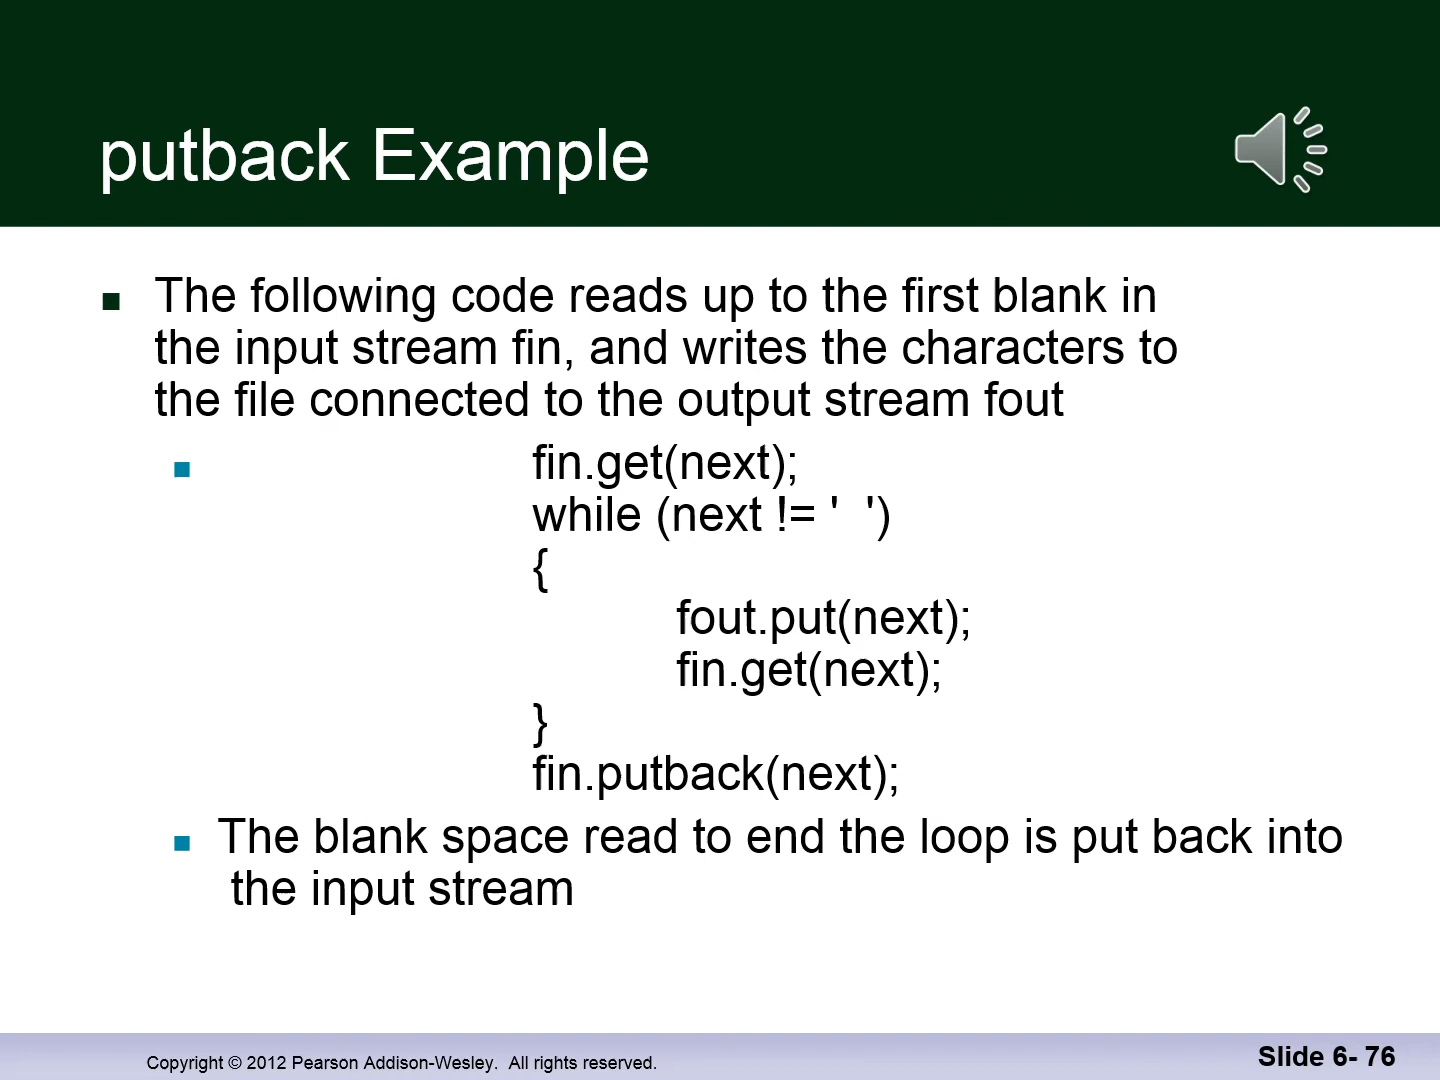 putback Example
The following code reads up to the first blank in
the input stream fin, and writes the characters to
the file connected to the output stream fout
fin.get(next);
while (next != '  ')
{
fout.put(next);
fin.get(next);
}
fin.putback(next);
The blank space read to end the loop is put back into
the input stream
Copyright © 2012 Pearson Addison-Wesley.  All rights reserved.
Slide 6- 76